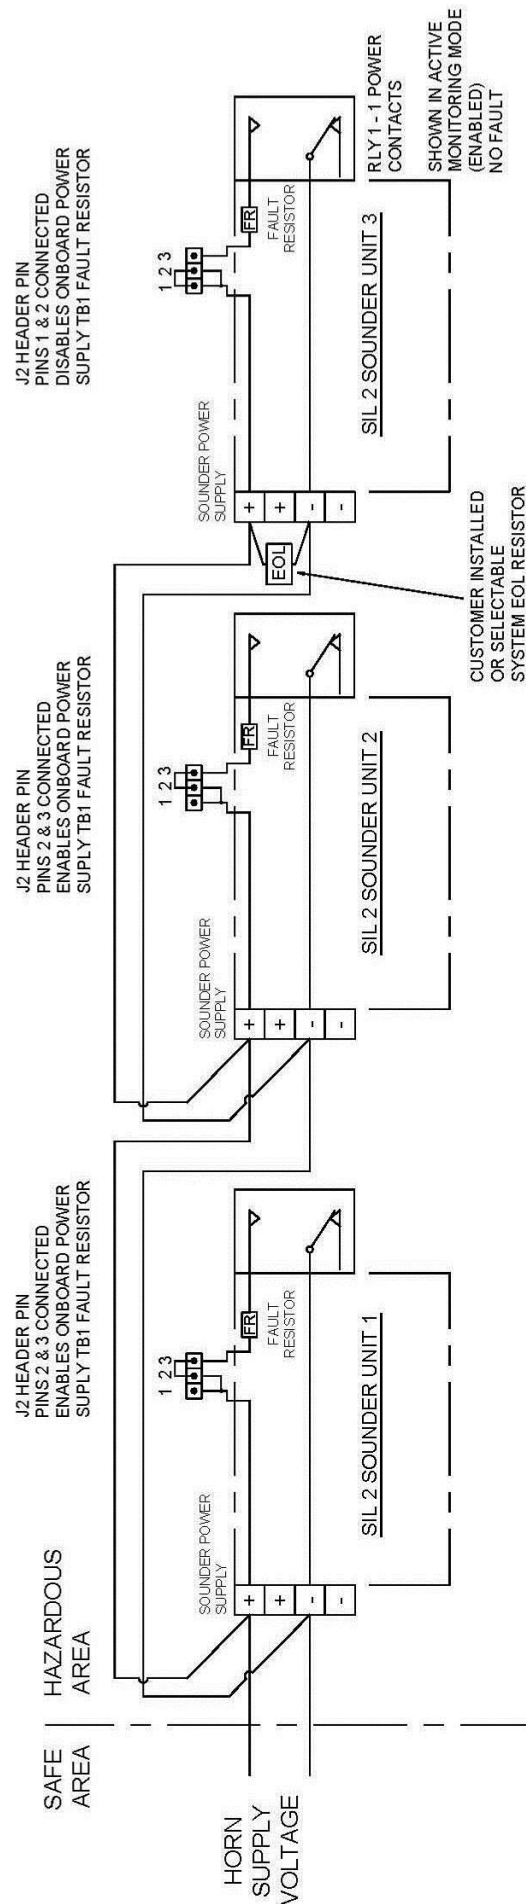 SAFE
AREA
HAZARDOUS
AREA
HORN
SUPPLY
VOLTAGE
J2 HEADER PIN
PINS 2 & 3 CONNECTED
ENABLES ONBOARD POWER
SUPLY TB1 FAULT RESISTOR
1 2 3
SOUNDER POWER
SUPPLY
+
+
-
-
FR
FAULT
RESISTOR
SIL 2 SOUNDER UNIT 1
J2 HEADER PIN
PINS 2 & 3 CONNECTED
ENABLES ONBOARD POWER
SUPLY TB1 FAULT RESISTOR
1 2 3
SOUNDER POWER
SUPPLY
+
+
-
-
FR
FAULT
RESISTOR
SIL 2 SOUNDER UNIT 2
J2 HEADER PIN
PINS 1 & 2 CONNECTED
DISABLES ONBOARD POWER
SUPLY TB1 FAULT RESISTOR
1 2 3
SOUNDER POWER
SUPPLY
+
+
-
-
EOL
FR
FAULT
RESISTOR
SIL 2 SOUNDER UNIT 3
CUSTOMER INSTALLED
OR SELECTABLE
SYSTEM EOL RESISTOR
RLY 1 - 1 POWER
CONTACTS
SHOWN IN ACTIVE
MONITORING MODE
(ENABLED)
NO FAULT